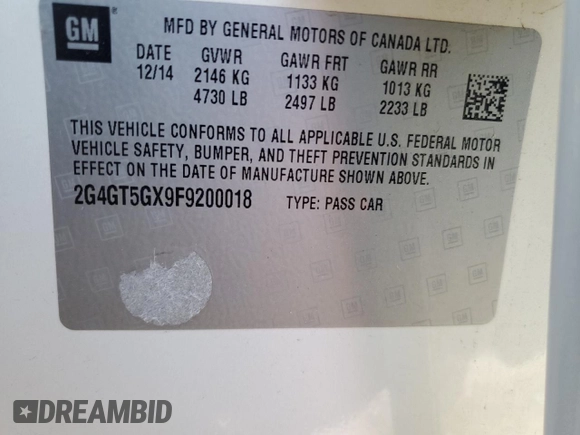 GM
MFD BY GENERAL MOTORS OF CANADA LTD.
DATE GVWR GAWR FRT GAWR RR
12/14 2146 KG 1133 KG 1013 KG
4730 LB 2497 LB 2233 LB
THIS VEHICLE CONFORMS TO ALL APPLICABLE U.S. FEDERAL MOTOR
VEHICLE SAFETY, BUMPER, AND THEFT PREVENTION STANDARDS IN
EFFECT ON THE DATE OF MANUFACTURE SHOWN ABOVE.
2G4GT5GX9F9200018 TYPE: PASS CAR
DREAMBID